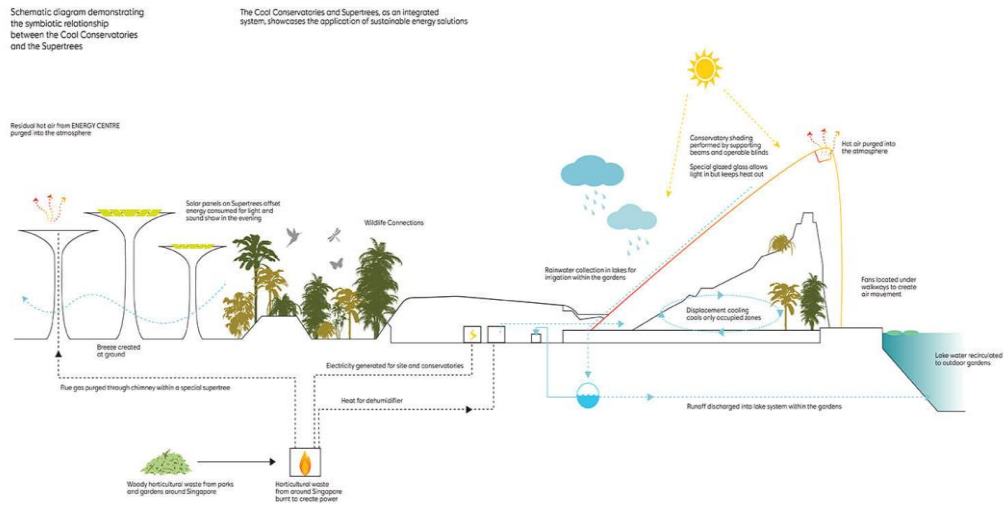 Schematic diagram demonstrating
the symbiotic relationship
between the Cool Conservatories
and the Supertrees
The Cool Conservatories and Supertrees, as an integrated
system, showcases the application of sustainable energy solutions
Residual hot air from ENERGY CENTRE
purged into the atmosphere
Solar panels on Supertrees offset
energy consumed for light and
sound show in the evening
Wildlife Connections
Conservatory shading
performed by supporting
beams and operable blinds
Special glazed glass allows
light in but keeps heat out
Hot air purged into
the atmosphere
Rainwater collection in lakes for
irrigation within the gardens
Displacement cooling
cools only occupied zones
Fans located under
walkways to create
air movement
Breeze created
at ground
Lake water recirculated
to outdoor gardens
Electricity generated for site and conservatories
Flue gas purged through chimney within a special supertree
Heat for dehumidifier
Runoff discharged into lake system within the gardens
Woody horticultural waste from parks
and gardens around Singapore
Horticultural waste
from around Singapore
burnt to create power